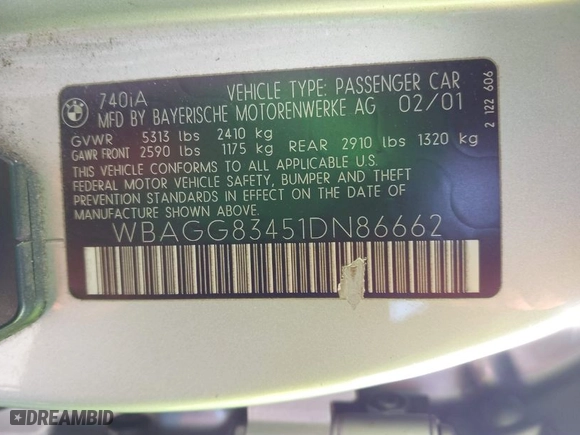 740iA VEHICLE TYPE: PASSENGER CAR
MFD BY BAYERISCHE MOTORENWERKE AG 02/01
GVWR 5313 lbs 2410 kg
GAWR FRONT 2590 lbs 1175 kg REAR 2910 lbs 1320 kg
THIS VEHICLE CONFORMS TO ALL APPLICABLE U.S.
FEDERAL MOTOR VEHICLE SAFETY, BUMPER AND THEFT
PREVENTION STANDARDS IN EFFECT ON THE DATE OF
MANUFACTURE SHOWN ABOVE.
WBAGG83451DN86662
2 122 606
DREAMBID